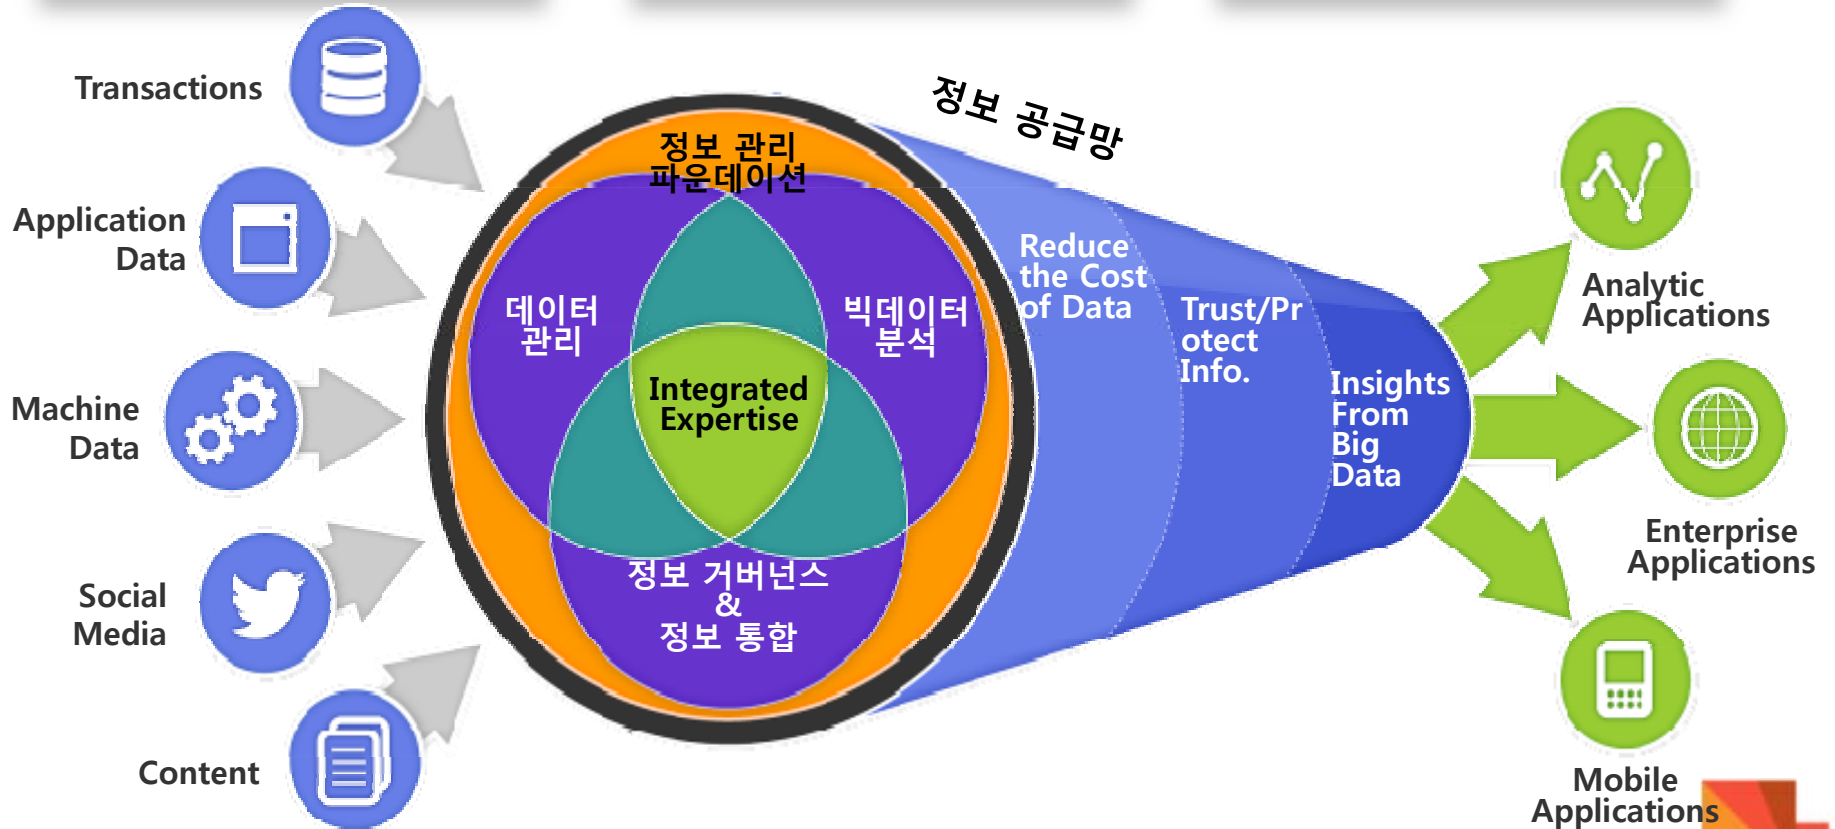 Transactions
Application
Data
Machine
Data
Social
Media
Content
정보 관리
파운데이션
데이터
관리
빅데이터
분석
Integrated
Expertise
정보 거버넌스
&
정보 통합
정보 공급망
Reduce
the Cost
of Data
Trust/Pr
otect
Info.
Insights
From
Big
Data
Analytic
Applications
Enterprise
Applications
Mobile
Applications